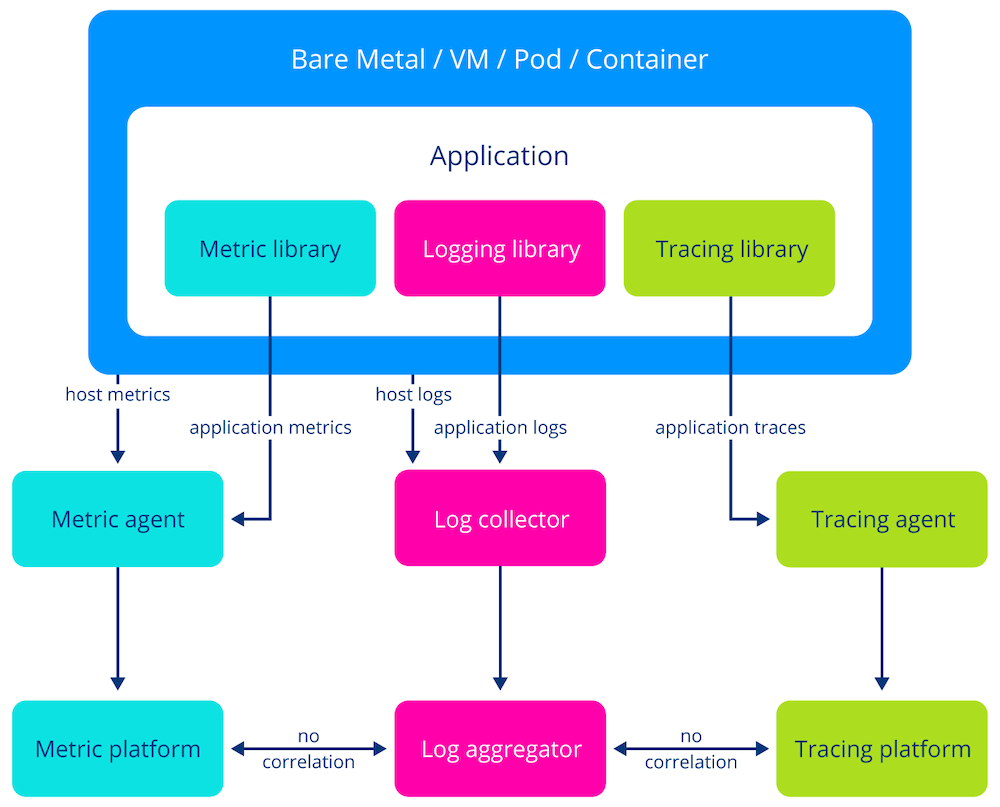 Bare Metal / VM / Pod / Container
Application
Metric library
Logging library
Tracing library
host metrics
host logs
application metrics
application logs
application traces
Metric agent
Log collector
Tracing agent
Metric platform
no
correlation
Log aggregator
no
correlation
Tracing platform